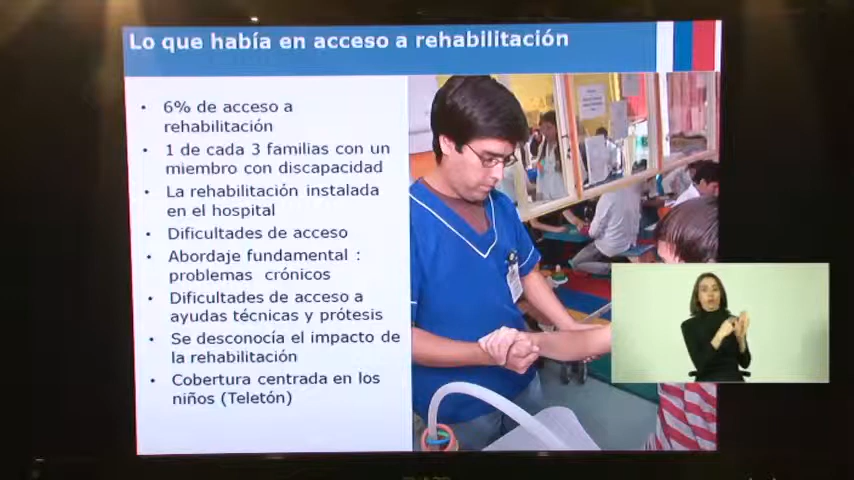 Lo que había en acceso a rehabilitación
• 6% de acceso a
rehabilitación
• 1 de cada 3 familias con un
miembro con discapacidad
• La rehabilitación instalada
en el hospital
• Dificultades de acceso
• Abordaje fundamental :
problemas crónicos
• Dificultades de acceso a
ayudas técnicas y prótesis
• Se desconocía el impacto de
la rehabilitación
• Cobertura centrada en los
niños (Teletón)